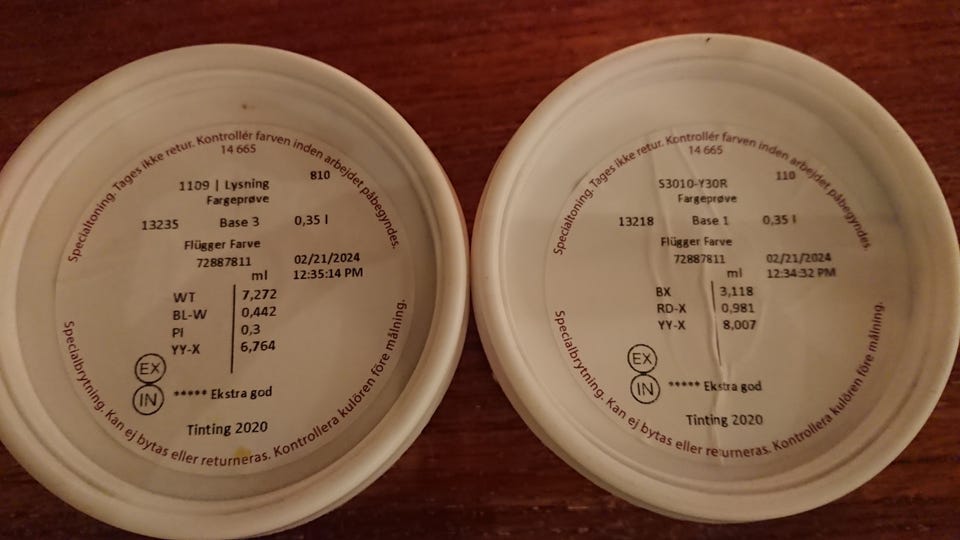 Specialtoning. Tages ikke retur. Kontrollér farven inden arbejdet påbegyndes.
14 665
810
1109 | Lysning
Fargeprøve
13235 Base 3 0,35 l
Flügger Farve
72887811 02/21/2024
ml 12:35:14 PM
WT 7,272
BL-W 0,442
PI 0,3
YY-X 6,764
EX
IN ***** Ekstra god
Tinting 2020
Specialbrytning. Kan ej bytas eller returneras. Kontrollera kulören före målning.
Specialtoning. Tages ikke retur. Kontrollér farven inden arbejdet påbegyndes.
14 665
110
S3010-Y30R
Fargeprøve
13218 Base 1 0,35 l
Flügger Farve
72887811 02/21/2024
ml 12:34:32 PM
BX 3,118
RD-X 0,981
YY-X 8,007
EX
IN ***** Ekstra god
Tinting 2020
Specialbrytning. Kan ej bytas eller returneras. Kontrollera kulören före målning.